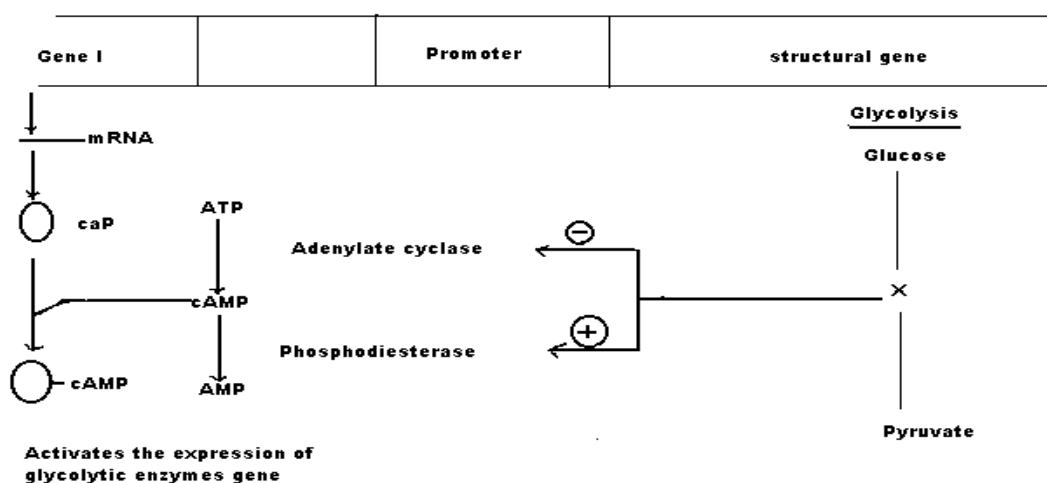 Gene I
Promoter
structural gene
mRNA
Glycolysis
Glucose
caP
ATP
Adenylate cyclase
−
cAMP
X
+
Phosphodiesterase
cAMP
AMP
Pyruvate
Activates the expression of
glycolytic enzymes gene